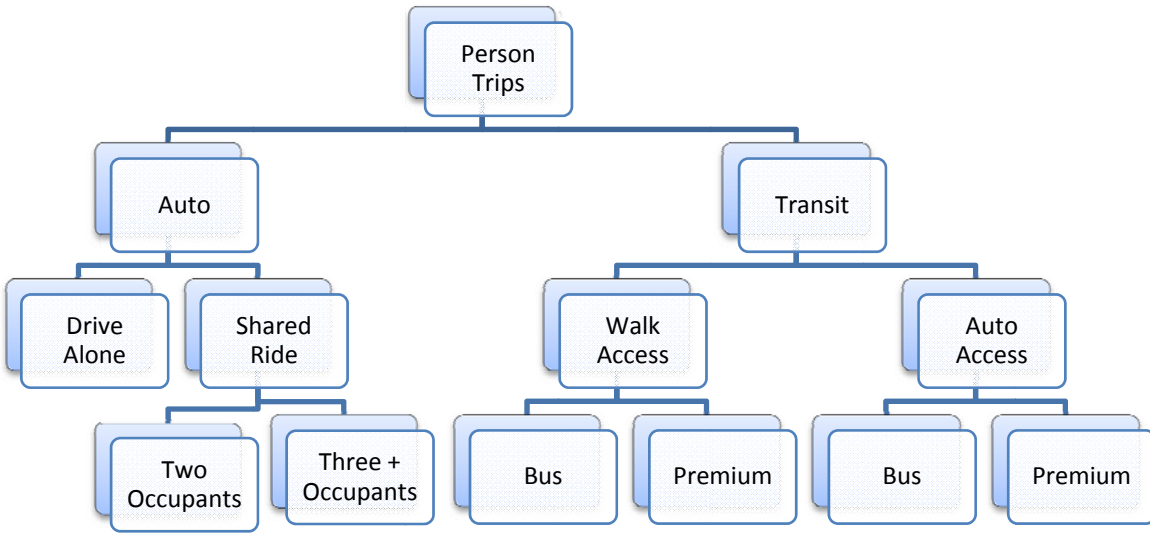 Person
Trips
Auto
Transit
Drive
Alone
Shared
Ride
Walk
Access
Auto
Access
Two
Occupants
Three +
Occupants
Bus
Premium
Bus
Premium